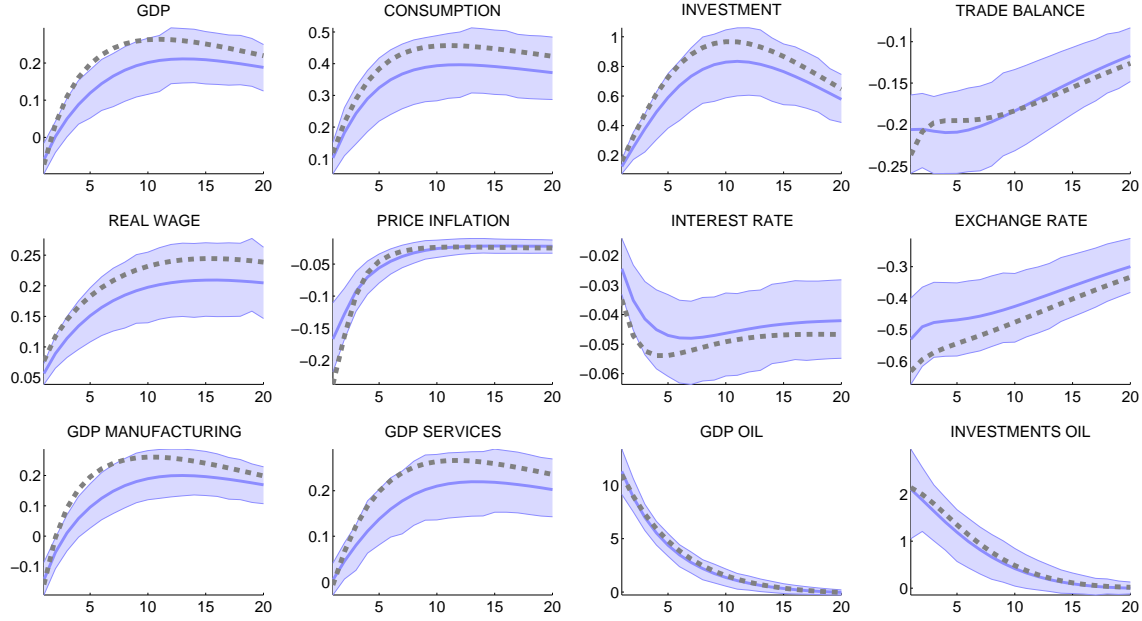 GDP
CONSUMPTION
INVESTMENT
TRADE BALANCE
0.2
0.1
0
5 10 15 20
0.5
0.4
0.3
0.2
0.1
5 10 15 20
1
0.8
0.6
0.4
0.2
5 10 15 20
−0.1
−0.15
−0.2
−0.25
5 10 15 20
REAL WAGE
PRICE INFLATION
INTEREST RATE
EXCHANGE RATE
0.25
0.2
0.15
0.1
0.05
5 10 15 20
−0.05
−0.1
−0.15
−0.2
5 10 15 20
−0.02
−0.03
−0.04
−0.05
−0.06
5 10 15 20
−0.3
−0.4
−0.5
−0.6
5 10 15 20
GDP MANUFACTURING
GDP SERVICES
GDP OIL
INVESTMENTS OIL
0.2
0.1
0
−0.1
5 10 15 20
0.2
0.1
0
5 10 15 20
10
5
0
5 10 15 20
2
1
0
5 10 15 20